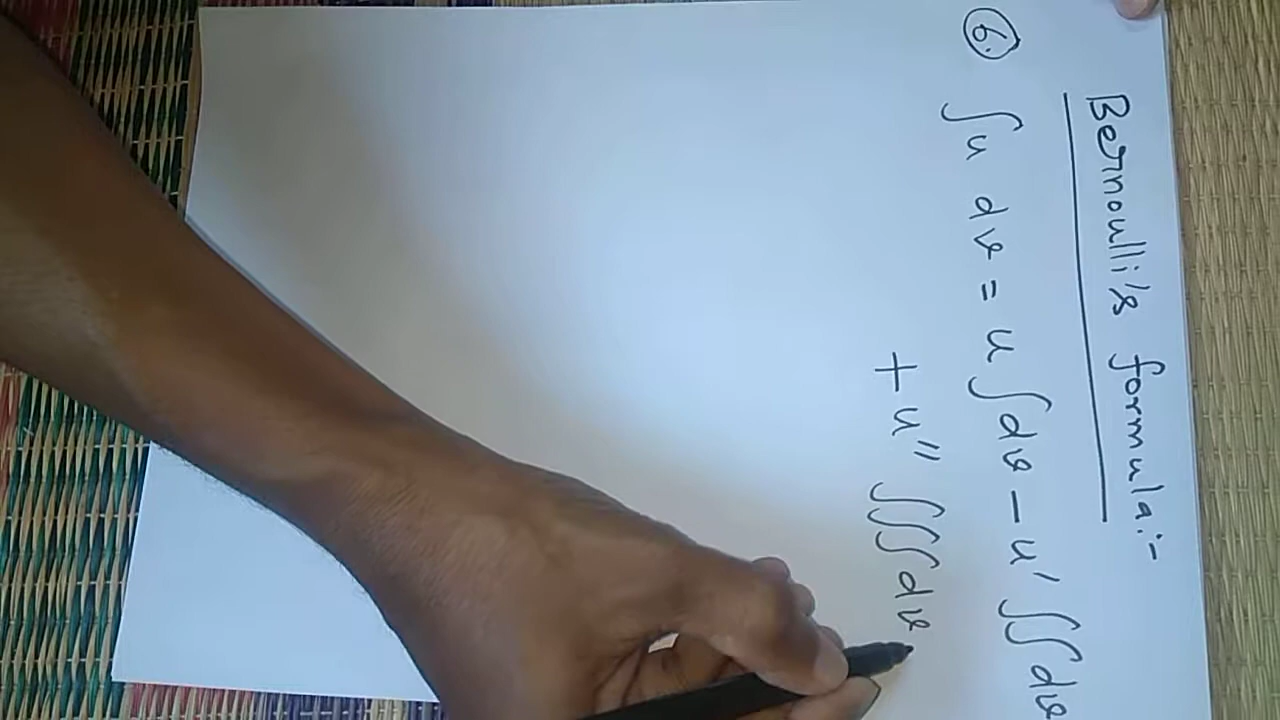 Bernoulli's formula:-
⑥. ∫u dv = u ∫dv − u′ ∫∫dv
+ u″ ∫∫∫dv